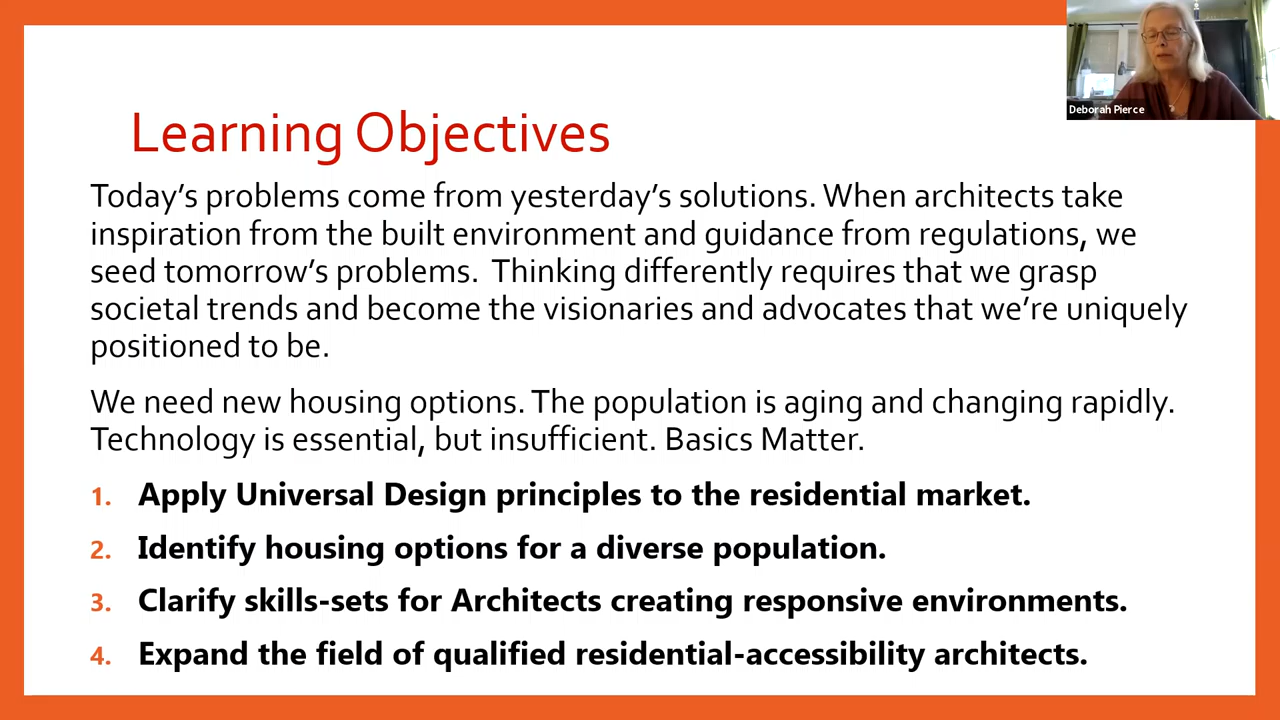 Deborah Pierce
Learning Objectives
Today's problems come from yesterday's solutions. When architects take
inspiration from the built environment and guidance from regulations, we
seed tomorrow's problems.  Thinking differently requires that we grasp
societal trends and become the visionaries and advocates that we're uniquely
positioned to be.
We need new housing options. The population is aging and changing rapidly.
Technology is essential, but insufficient. Basics Matter.
1. Apply Universal Design principles to the residential market.
2. Identify housing options for a diverse population.
3. Clarify skills-sets for Architects creating responsive environments.
4. Expand the field of qualified residential-accessibility architects.